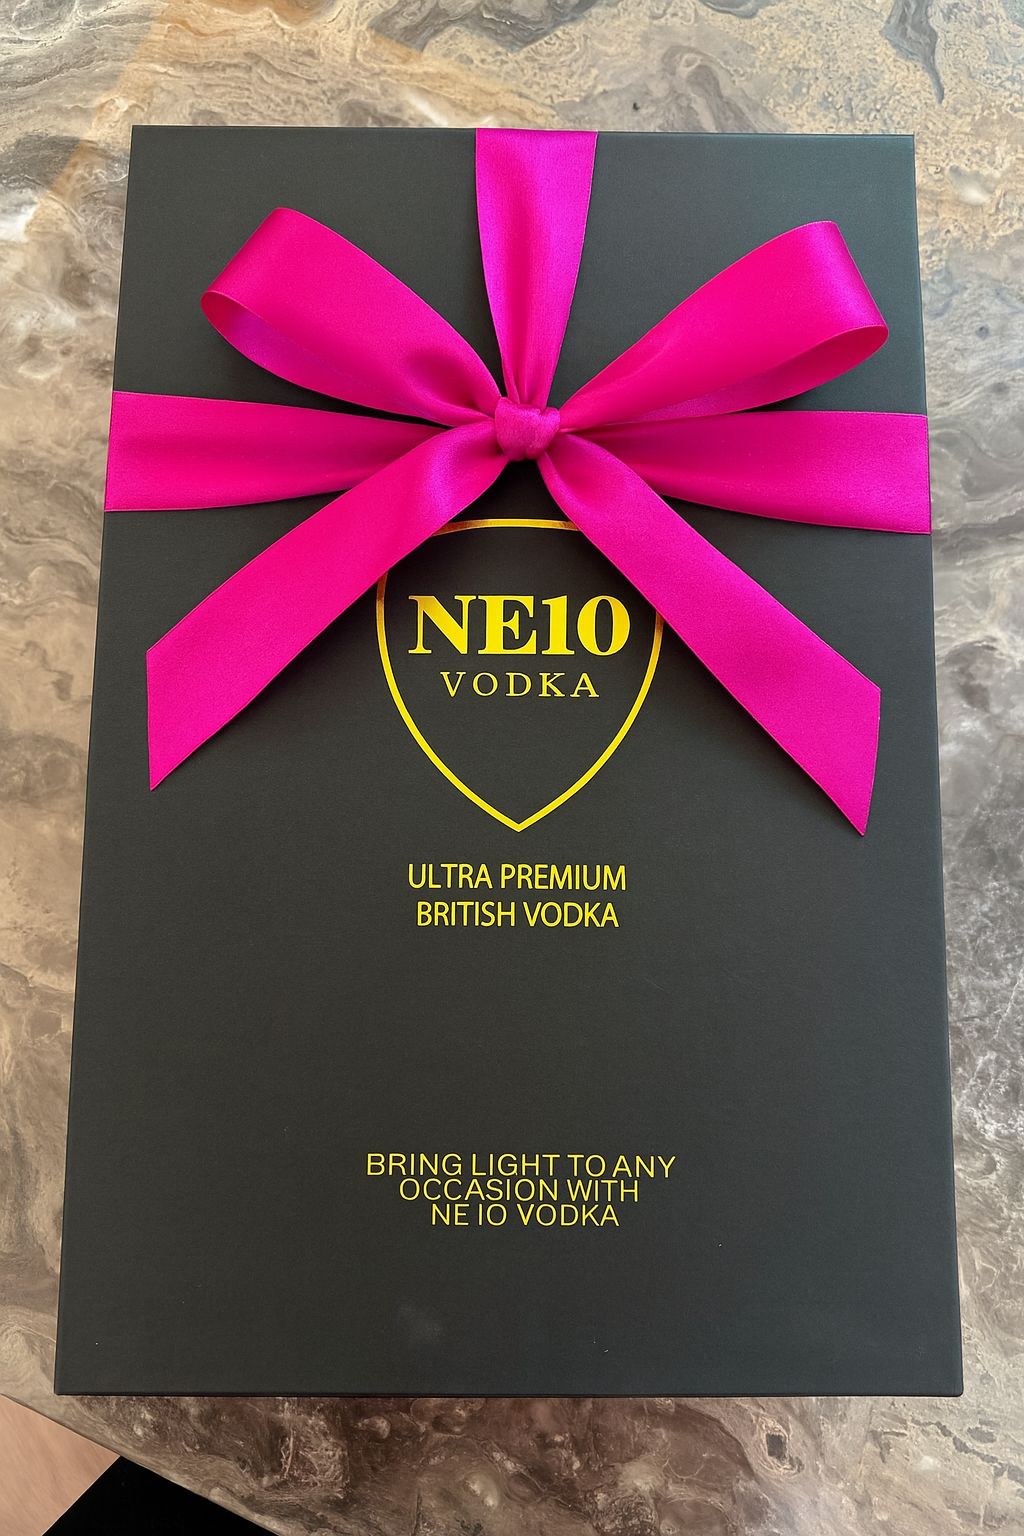 NE10
VODKA
ULTRA PREMIUM
BRITISH VODKA
BRING LIGHT TO ANY
OCCASION WITH
NE IO VODKA